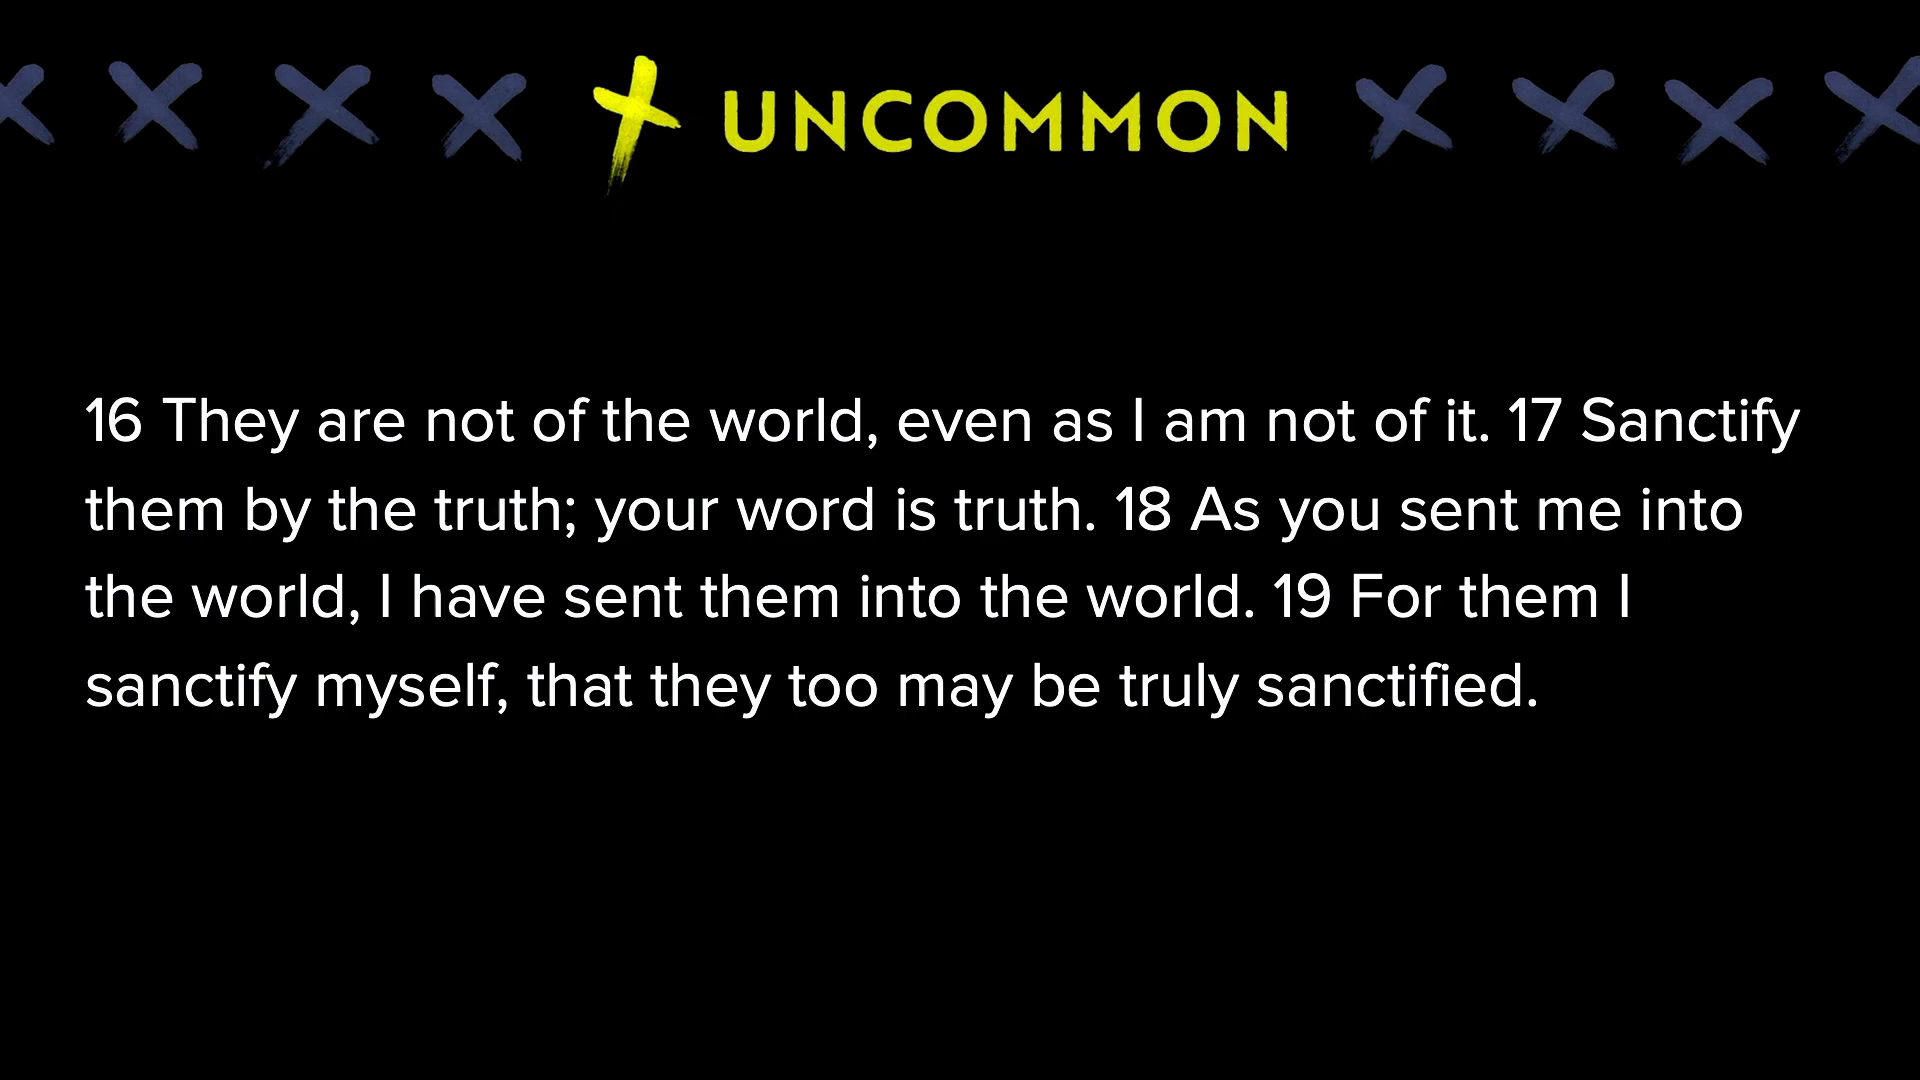 UNCOMMON
16 They are not of the world, even as I am not of it. 17 Sanctify
them by the truth; your word is truth. 18 As you sent me into
the world, I have sent them into the world. 19 For them I
sanctify myself, that they too may be truly sanctified.